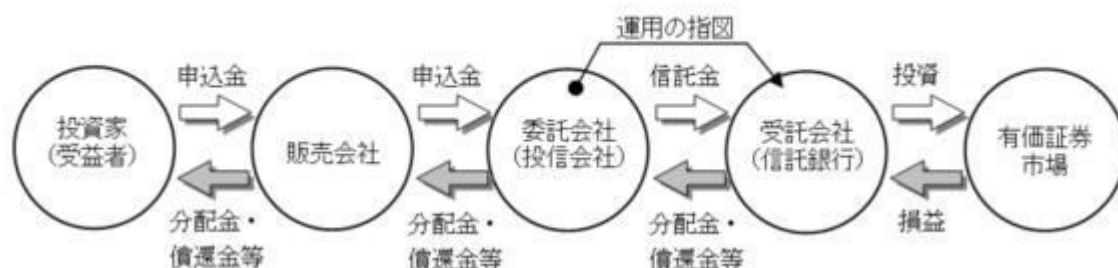 運用の指図
申込金
申込金
信託金
投資
投資家
(受益者)
販売会社
委託会社
(投信会社)
受託会社
(信託銀行)
有価証券
市場
分配金・
償還金等
分配金・
償還金等
分配金・
償還金等
損益